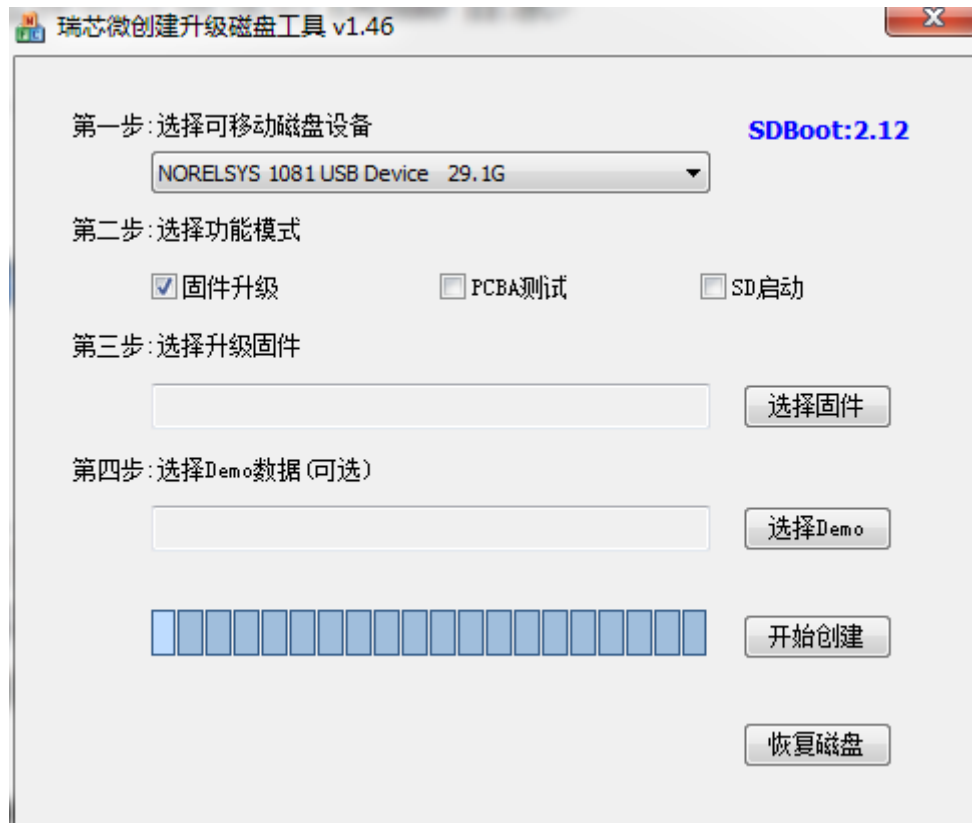 瑞芯微创建升级磁盘工具 v1.46
第一步:选择可移动磁盘设备
SDBoot:2.12
NORELSYS 1081 USB Device 29.1G
第二步:选择功能模式
固件升级 PCBA测试 SD启动
第三步:选择升级固件
选择固件
第四步:选择Demo数据(可选)
选择Demo
开始创建
恢复磁盘